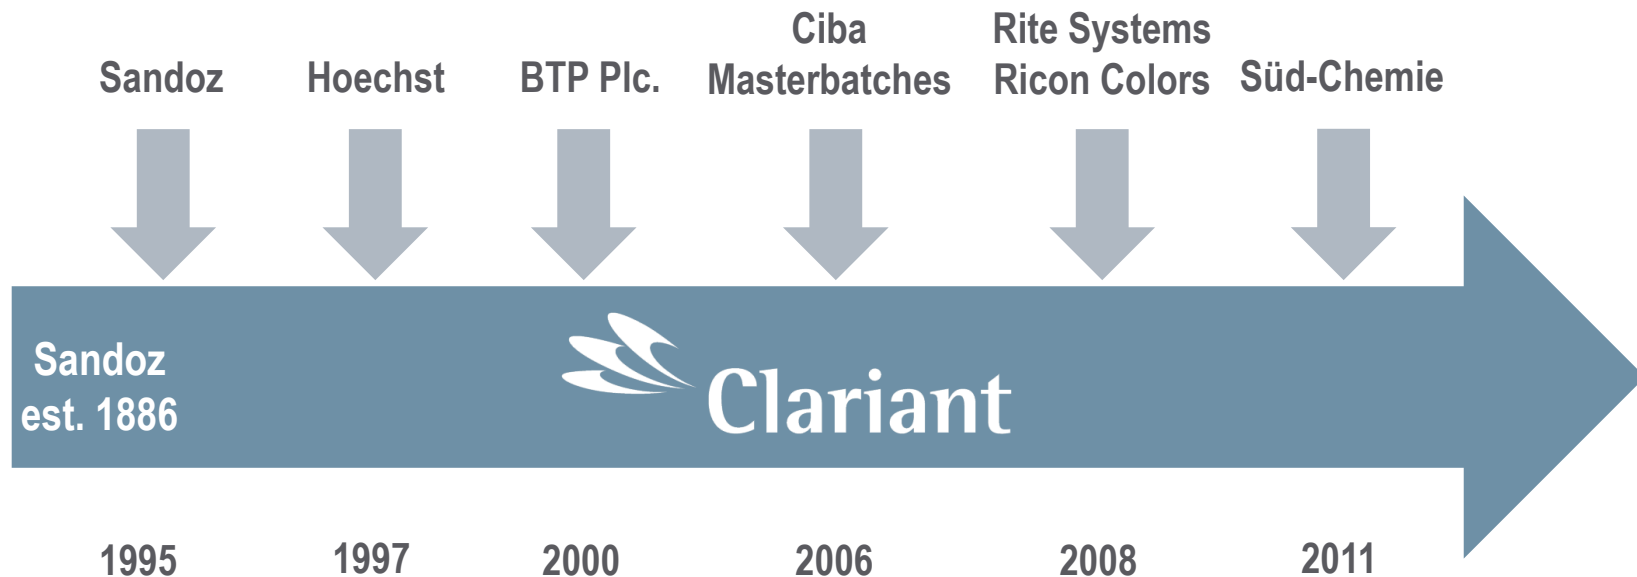 Sandoz
Hoechst
BTP Plc.
Ciba
Masterbatches
Rite Systems
Ricon Colors
Süd-Chemie
Sandoz
est. 1886
Clariant
1995
1997
2000
2006
2008
2011